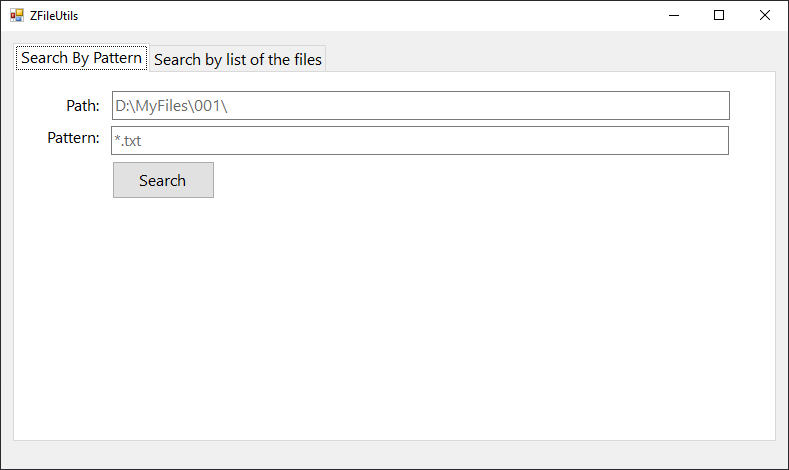 ZFileUtils
Search By Pattern Search by list of the files
Path: D:\MyFiles\001\
Pattern: *.txt
Search